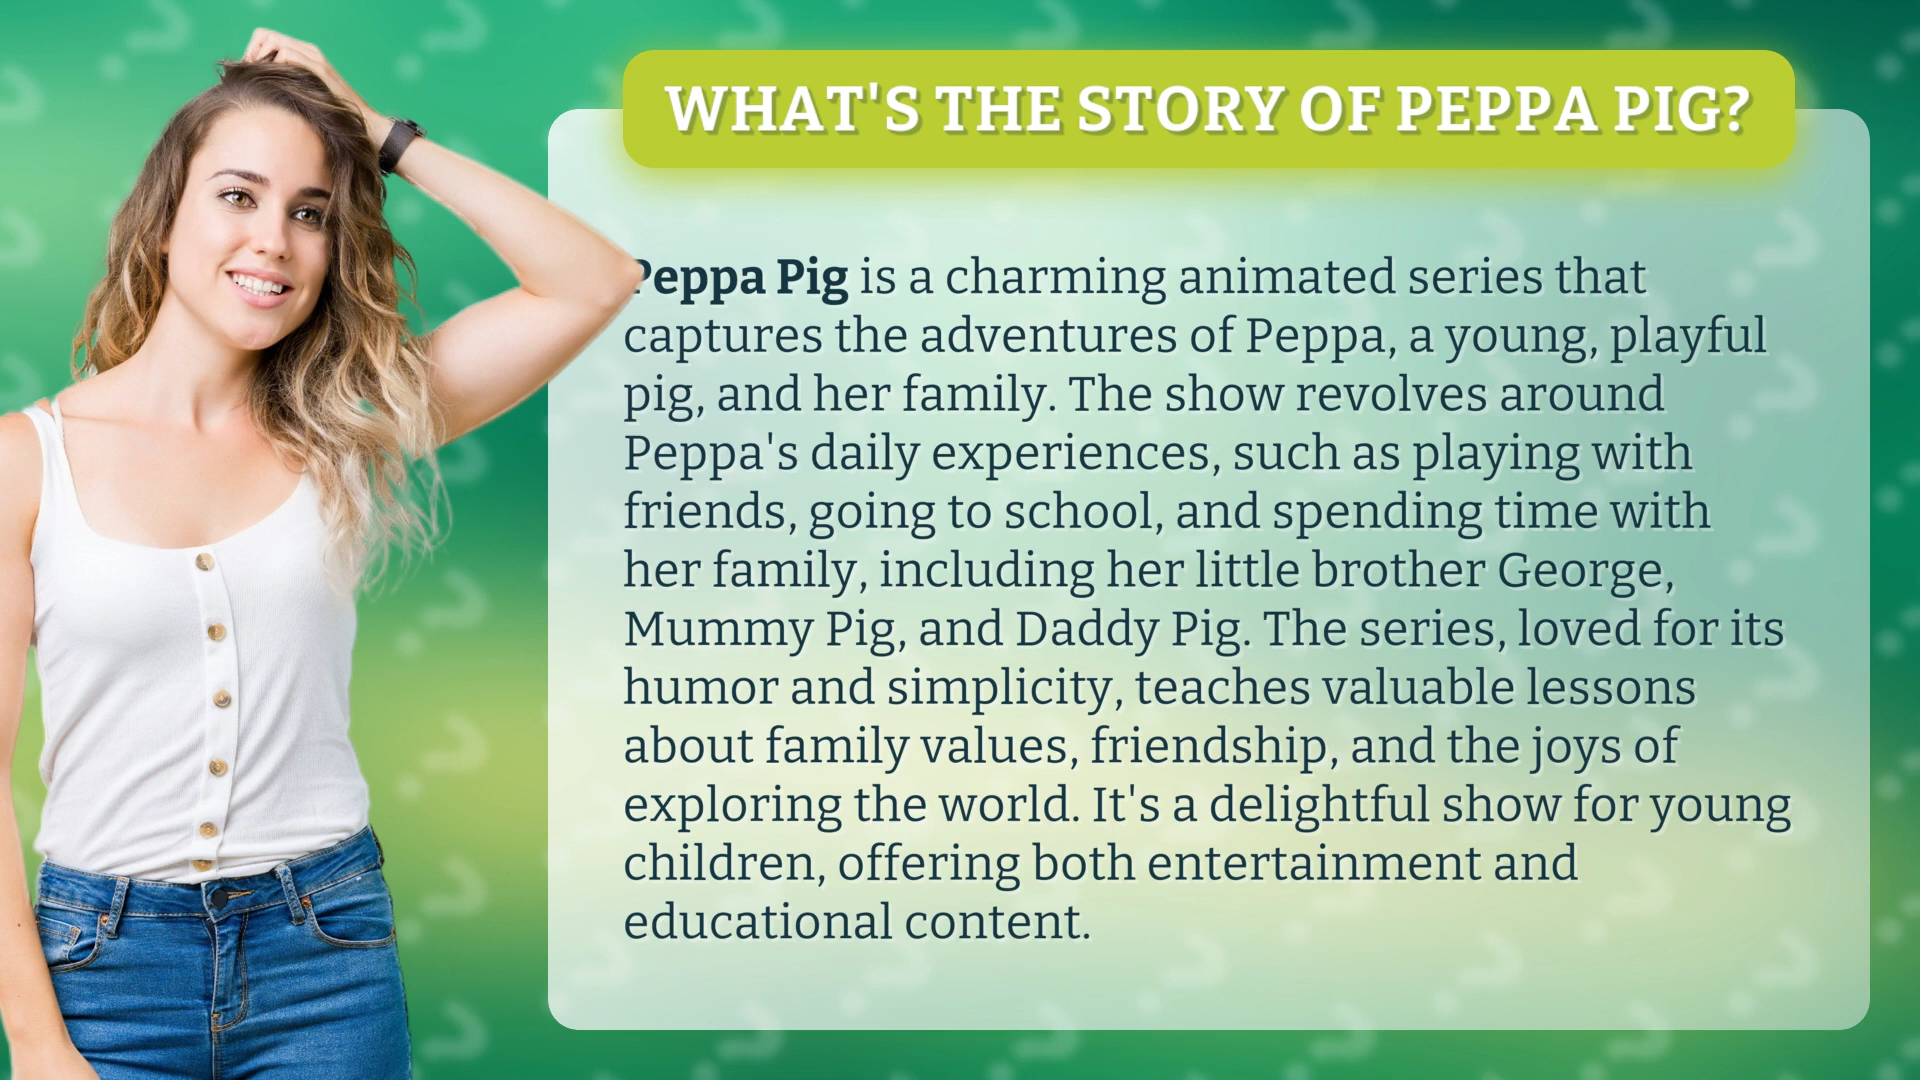 WHAT'S THE STORY OF PEPPA PIG?
Peppa Pig is a charming animated series that
captures the adventures of Peppa, a young, playful
pig, and her family. The show revolves around
Peppa's daily experiences, such as playing with
friends, going to school, and spending time with
her family, including her little brother George,
Mummy Pig, and Daddy Pig. The series, loved for its
humor and simplicity, teaches valuable lessons
about family values, friendship, and the joys of
exploring the world. It's a delightful show for young
children, offering both entertainment and
educational content.